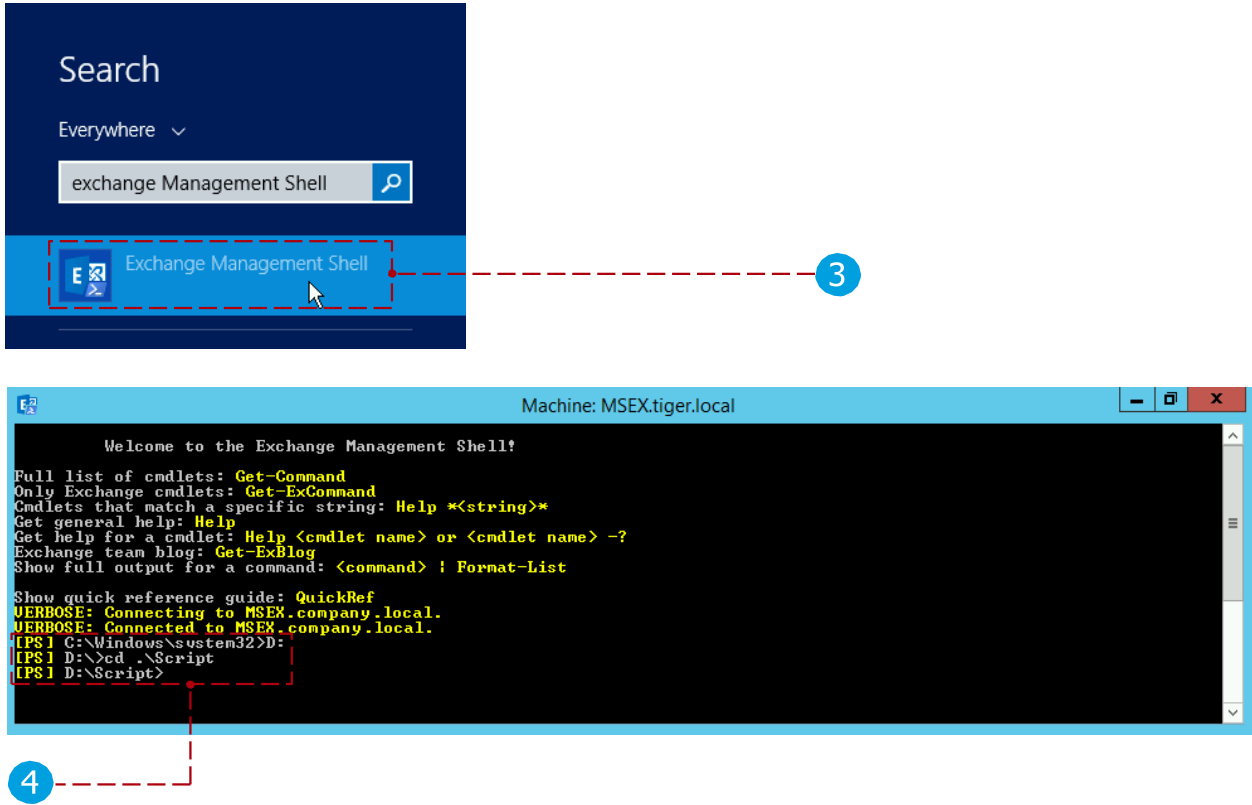 Search
Everywhere
exchange Management Shell
Exchange Management Shell
3
Machine: MSEX.tiger.local
Welcome to the Exchange Management Shell!
Full list of cmdlets: Get-Command
Only Exchange cmdlets: Get-ExCommand
Cmdlets that match a specific string: Help *<string>*
Get general help: Help
Get help for a cmdlet: Help <cmdlet name> or <cmdlet name> -?
Exchange team blog: Get-ExBlog
Show full output for a command: <command> | Format-List
Show quick reference guide: QuickRef
VERBOSE: Connecting to MSEX.company.local.
VERBOSE: Connected to MSEX.company.local.
[PS] C:\Windows\system32>D:
[PS] D:\>cd .\Script
[PS] D:\Script>
4